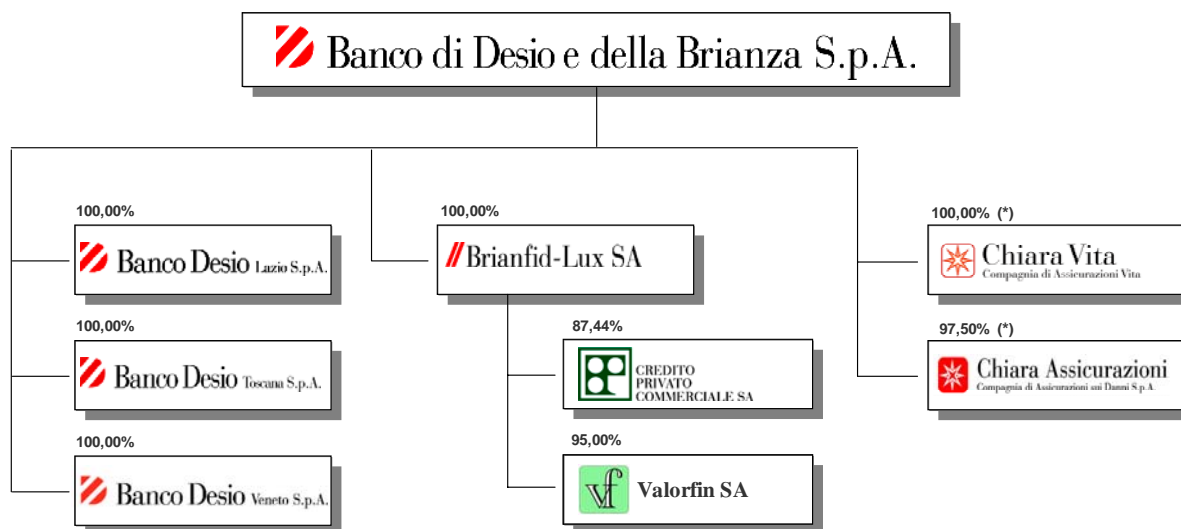 Banco di Desio e della Brianza S.p.A.
100,00%
Banco Desio Lazio S.p.A.
100,00%
Banco Desio Toscana S.p.A.
100,00%
Banco Desio Veneto S.p.A.
100,00%
Brianfid-Lux SA
87,44%
CREDITO
PRIVATO
COMMERCIALE SA
95,00%
vf Valorfin SA
100,00% (*)
Chiara Vita
Compagnia di Assicurazioni Vita
97,50% (*)
Chiara Assicurazioni
Compagnia di Assicurazioni sui Danni S.p.A.